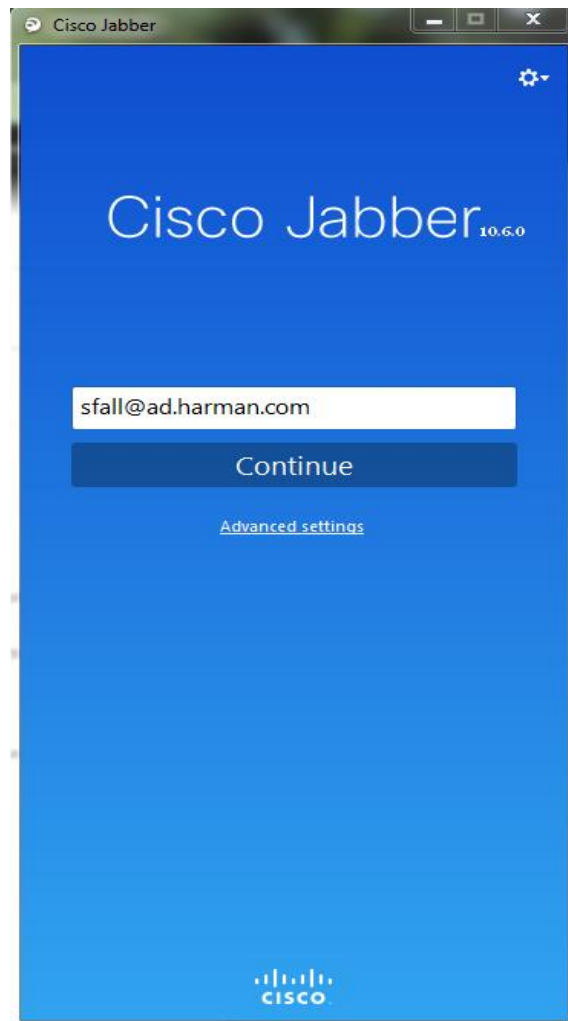 Cisco Jabber
Cisco Jabber 10.6.0
sfall@ad.harman.com
Continue
Advanced settings
CISCO